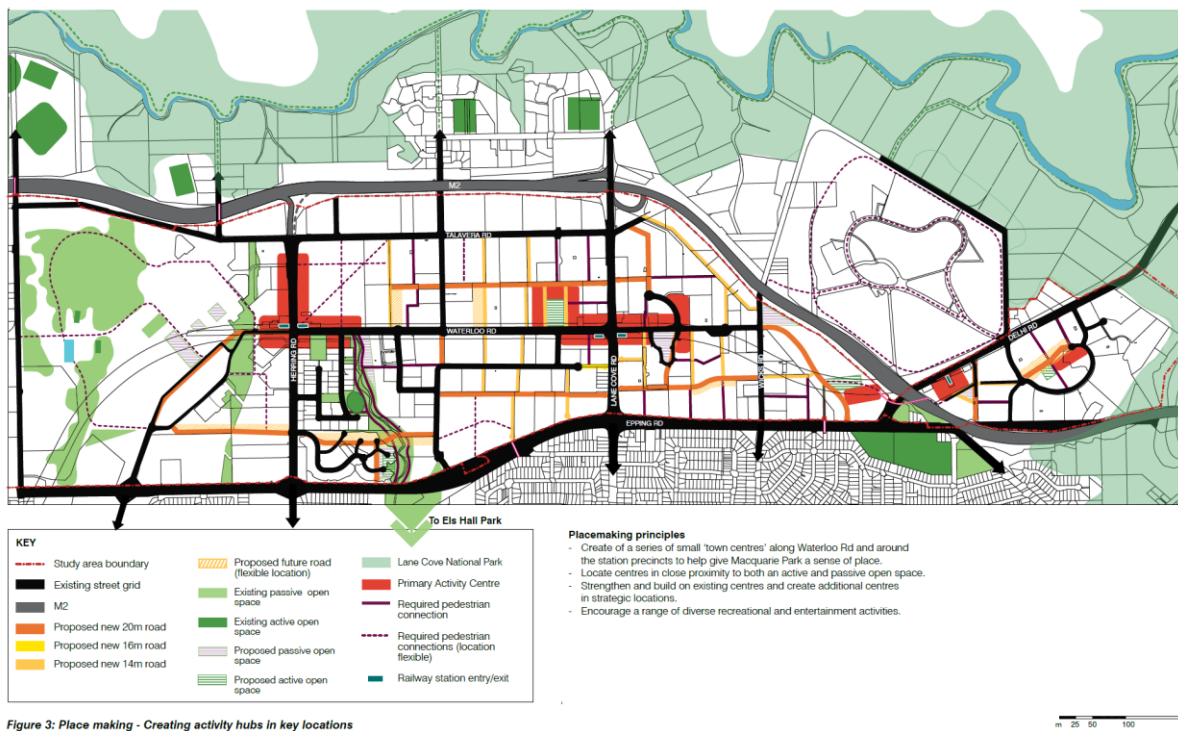 M2
TALAVERA RD
WATERLOO RD
HERRING RD
LANE COVE RD
WICKS RD
DELHI RD
EPPING RD
To Els Hall Park
KEY
Study area boundary
Existing street grid
M2
Proposed new 20m road
Proposed new 16m road
Proposed new 14m road
Proposed future road
(flexible location)
Existing passive open
space
Existing active open
space
Proposed passive open
space
Proposed active open
space
Lane Cove National Park
Primary Activity Centre
Required pedestrian
connection
Required pedestrian
connections (location
flexible)
Railway station entry/exit
Placemaking principles
- Create of a series of small 'town centres' along Waterloo Rd and around
the station precincts to help give Macquarie Park a sense of place.
- Locate centres in close proximity to both an active and passive open space.
- Strengthen and build on existing centres and create additional centres
in strategic locations.
- Encourage a range of diverse recreational and entertainment activities.
Figure 3: Place making - Creating activity hubs in key locations
m 25 50 100